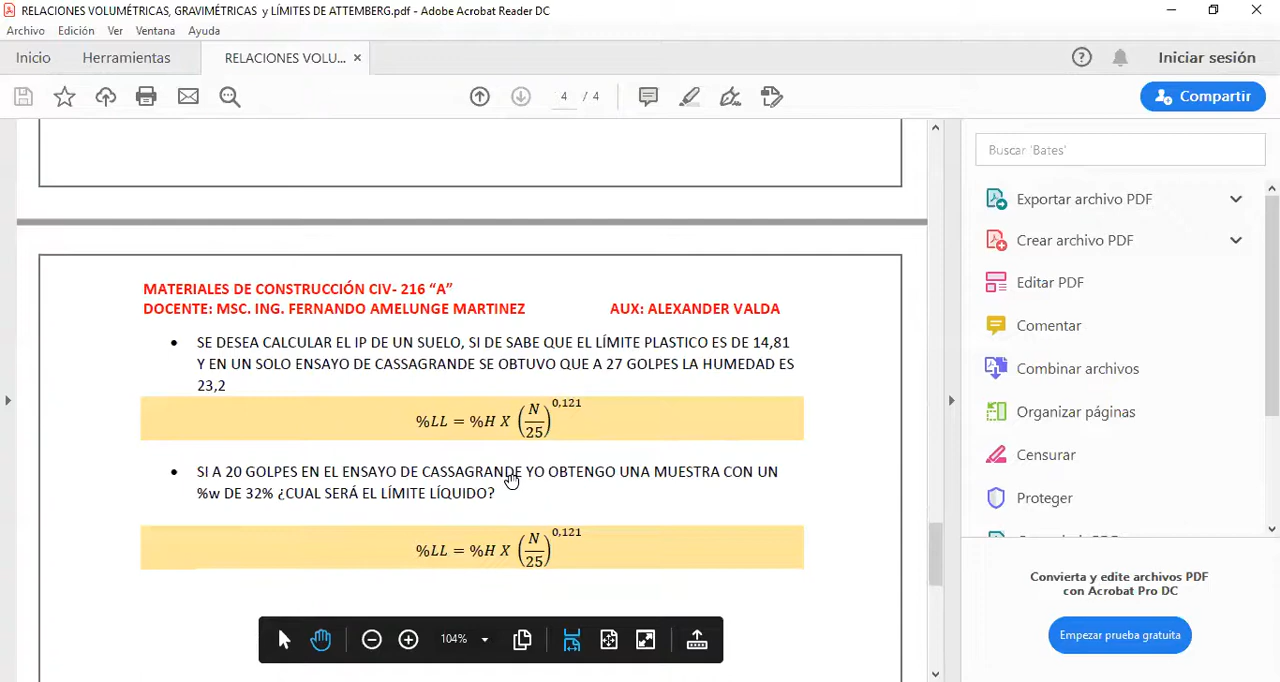 RELACIONES VOLUMÉTRICAS, GRAVIMÉTRICAS y LÍMITES DE ATTEMBERG.pdf - Adobe Acrobat Reader DC
Archivo Edición Ver Ventana Ayuda
Inicio Herramientas RELACIONES VOLU... × Iniciar sesión
4 / 4 Compartir
Buscar 'Bates'
Exportar archivo PDF
Crear archivo PDF
Editar PDF
Comentar
Combinar archivos
Organizar páginas
Censurar
Proteger
Convierta y edite archivos PDF
con Acrobat Pro DC
Empezar prueba gratuita
MATERIALES DE CONSTRUCCIÓN CIV- 216 “A”
DOCENTE: MSC. ING. FERNANDO AMELUNGE MARTINEZ AUX: ALEXANDER VALDA
• SE DESEA CALCULAR EL IP DE UN SUELO, SI DE SABE QUE EL LÍMITE PLASTICO ES DE 14,81
Y EN UN SOLO ENSAYO DE CASSAGRANDE SE OBTUVO QUE A 27 GOLPES LA HUMEDAD ES
23,2
%LL = %H X (N/25)^0,121
• SI A 20 GOLPES EN EL ENSAYO DE CASSAGRANDE YO OBTENGO UNA MUESTRA CON UN
%w DE 32% ¿CUAL SERÁ EL LÍMITE LÍQUIDO?
%LL = %H X (N/25)^0,121
104%